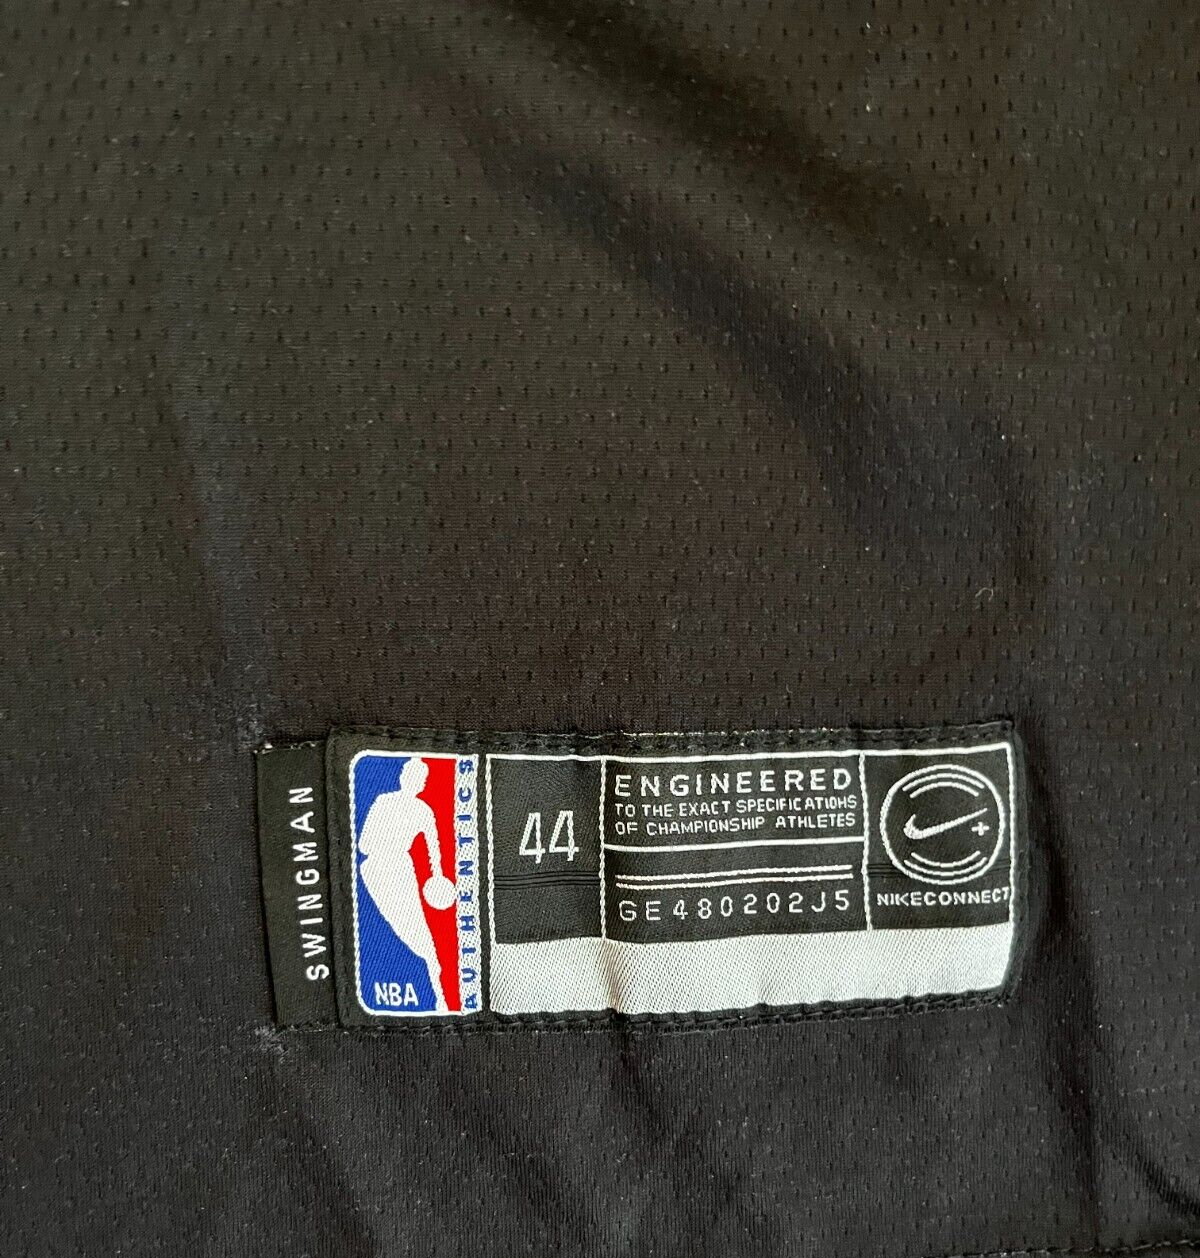 SWINGMAN
NBA
AUTHENTICS
44
ENGINEERED
TO THE EXACT SPECIFICATIONS
OF CHAMPIONSHIP ATHLETES
GE480202J5
NIKECONNECT